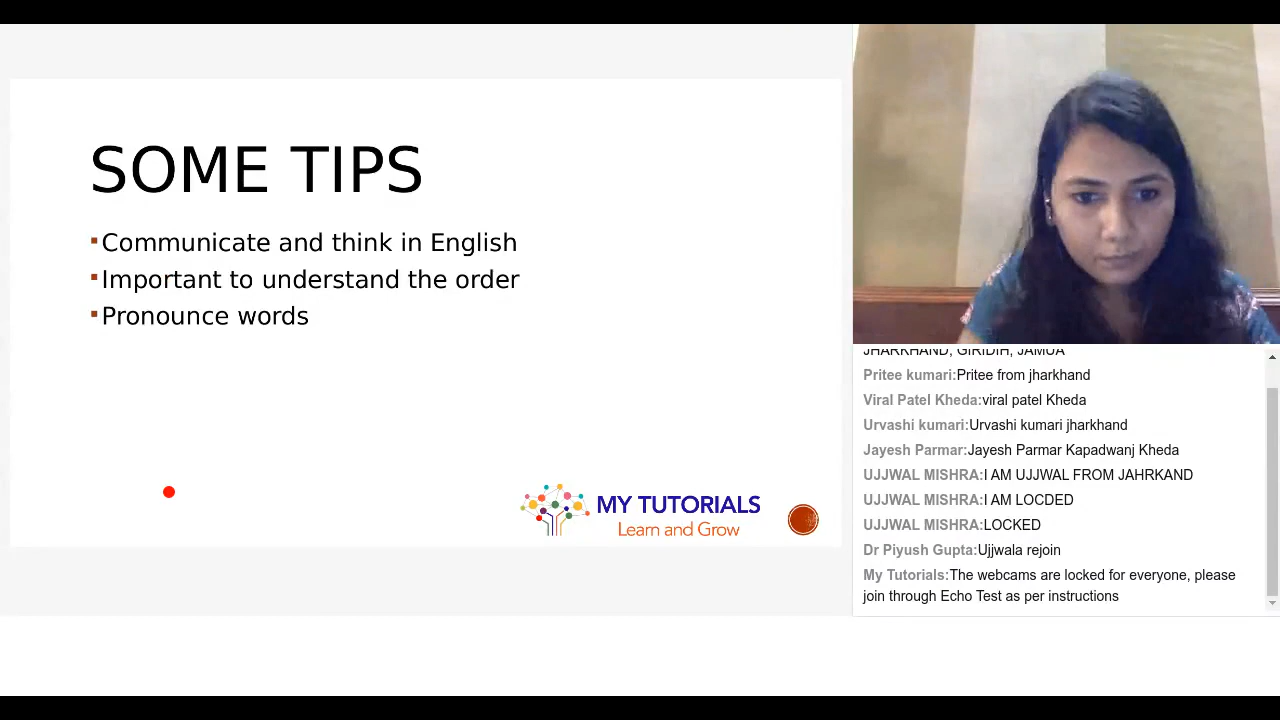 SOME TIPS
Communicate and think in English
Important to understand the order
Pronounce words
MY TUTORIALS
Learn and Grow
JHARKHAND, GIRIDIH, JAMUA
Pritee kumari:Pritee from jharkhand
Viral Patel Kheda:viral patel Kheda
Urvashi kumari:Urvashi kumari jharkhand
Jayesh Parmar:Jayesh Parmar Kapadwanj Kheda
UJJWAL MISHRA:I AM UJJWAL FROM JAHRKAND
UJJWAL MISHRA:I AM LOCDED
UJJWAL MISHRA:LOCKED
Dr Piyush Gupta:Ujjwala rejoin
My Tutorials:The webcams are locked for everyone, please
join through Echo Test as per instructions